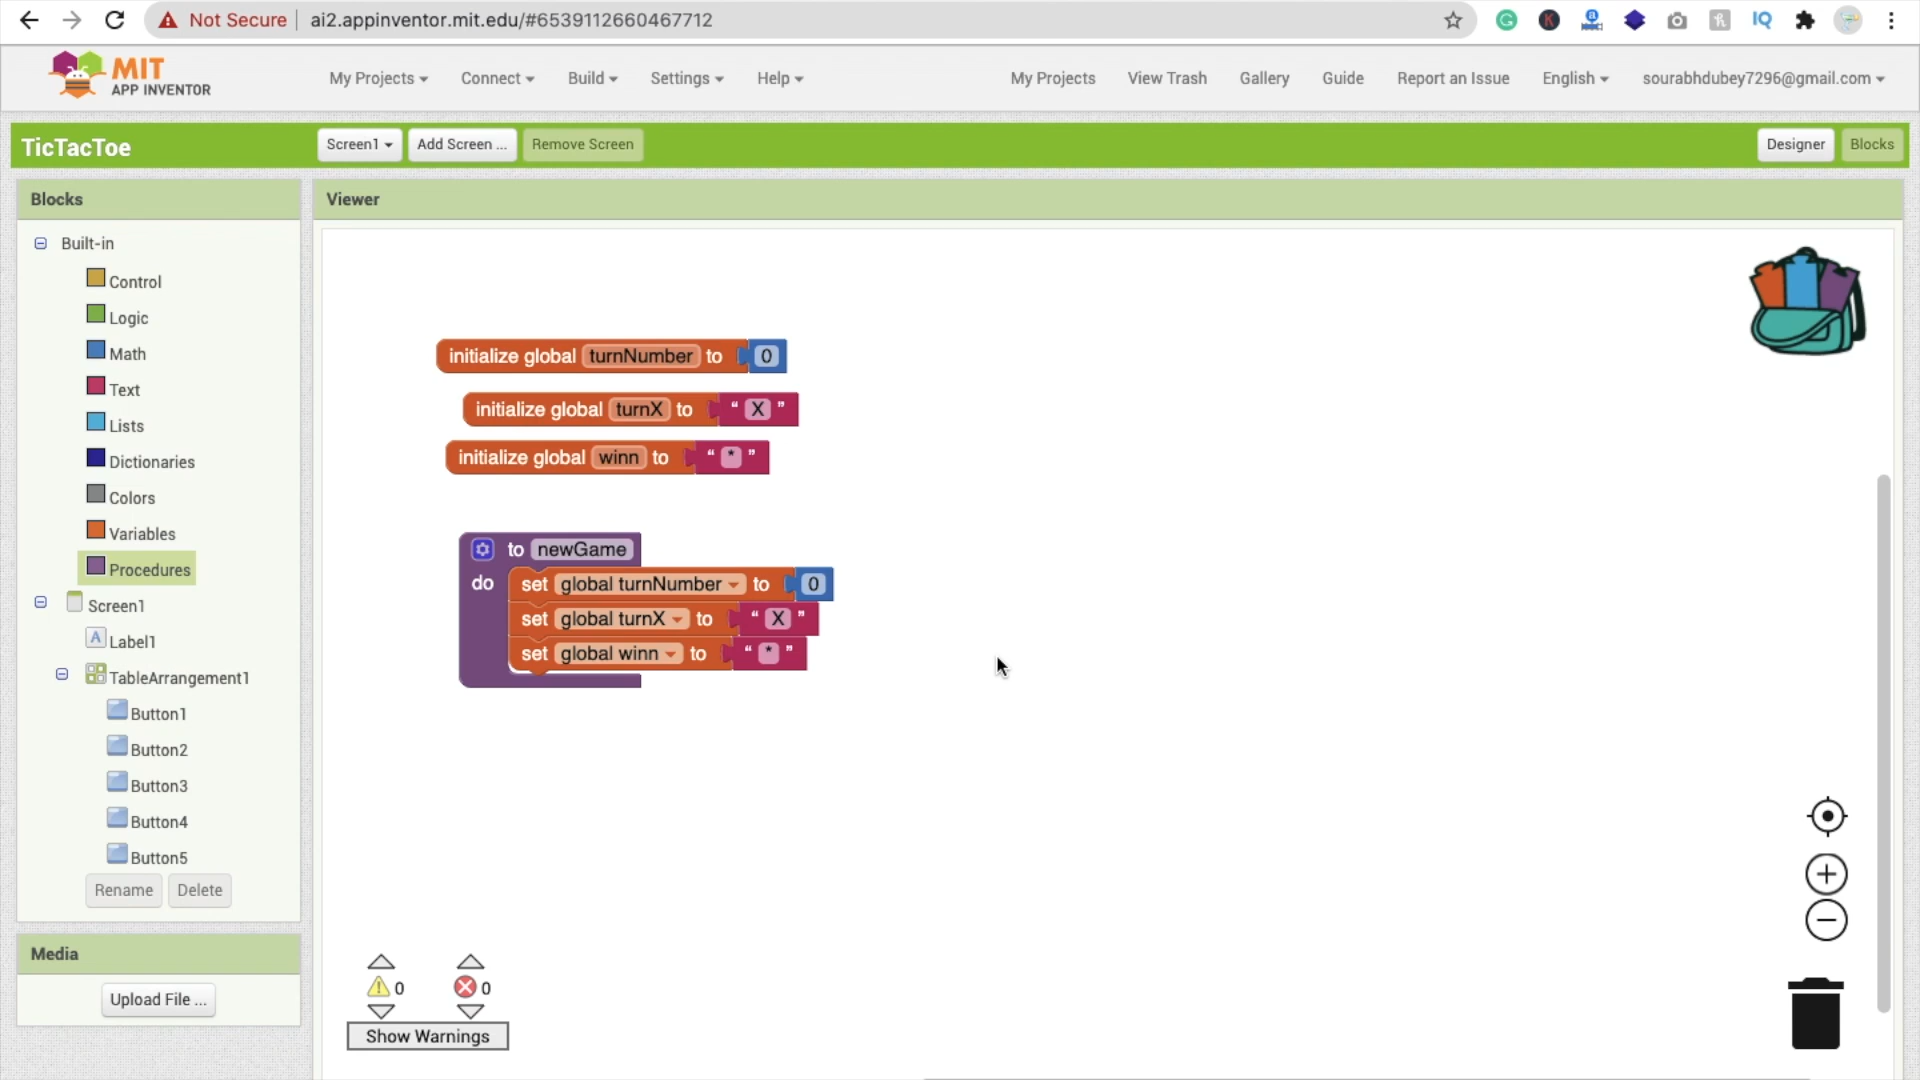 Not Secure ai2.appinventor.mit.edu/#6539112660467712
MIT
APP INVENTOR
My Projects Connect Build Settings Help My Projects View Trash Gallery Guide Report an Issue English sourabhdubey7296@gmail.com
TicTacToe Screen1 Add Screen ... Remove Screen Designer Blocks
Blocks
Viewer
Built-in
Control
Logic
Math
Text
Lists
Dictionaries
Colors
Variables
Procedures
Screen1
A Label1
TableArrangement1
Button1
Button2
Button3
Button4
Button5
Rename Delete
Media
Upload File ...
initialize global turnNumber to 0
initialize global turnX to “ X ”
initialize global winn to “ * ”
to newGame
do set global turnNumber to 0
set global turnX to “ X ”
set global winn to “ * ”
0 0
Show Warnings
G K a IQ